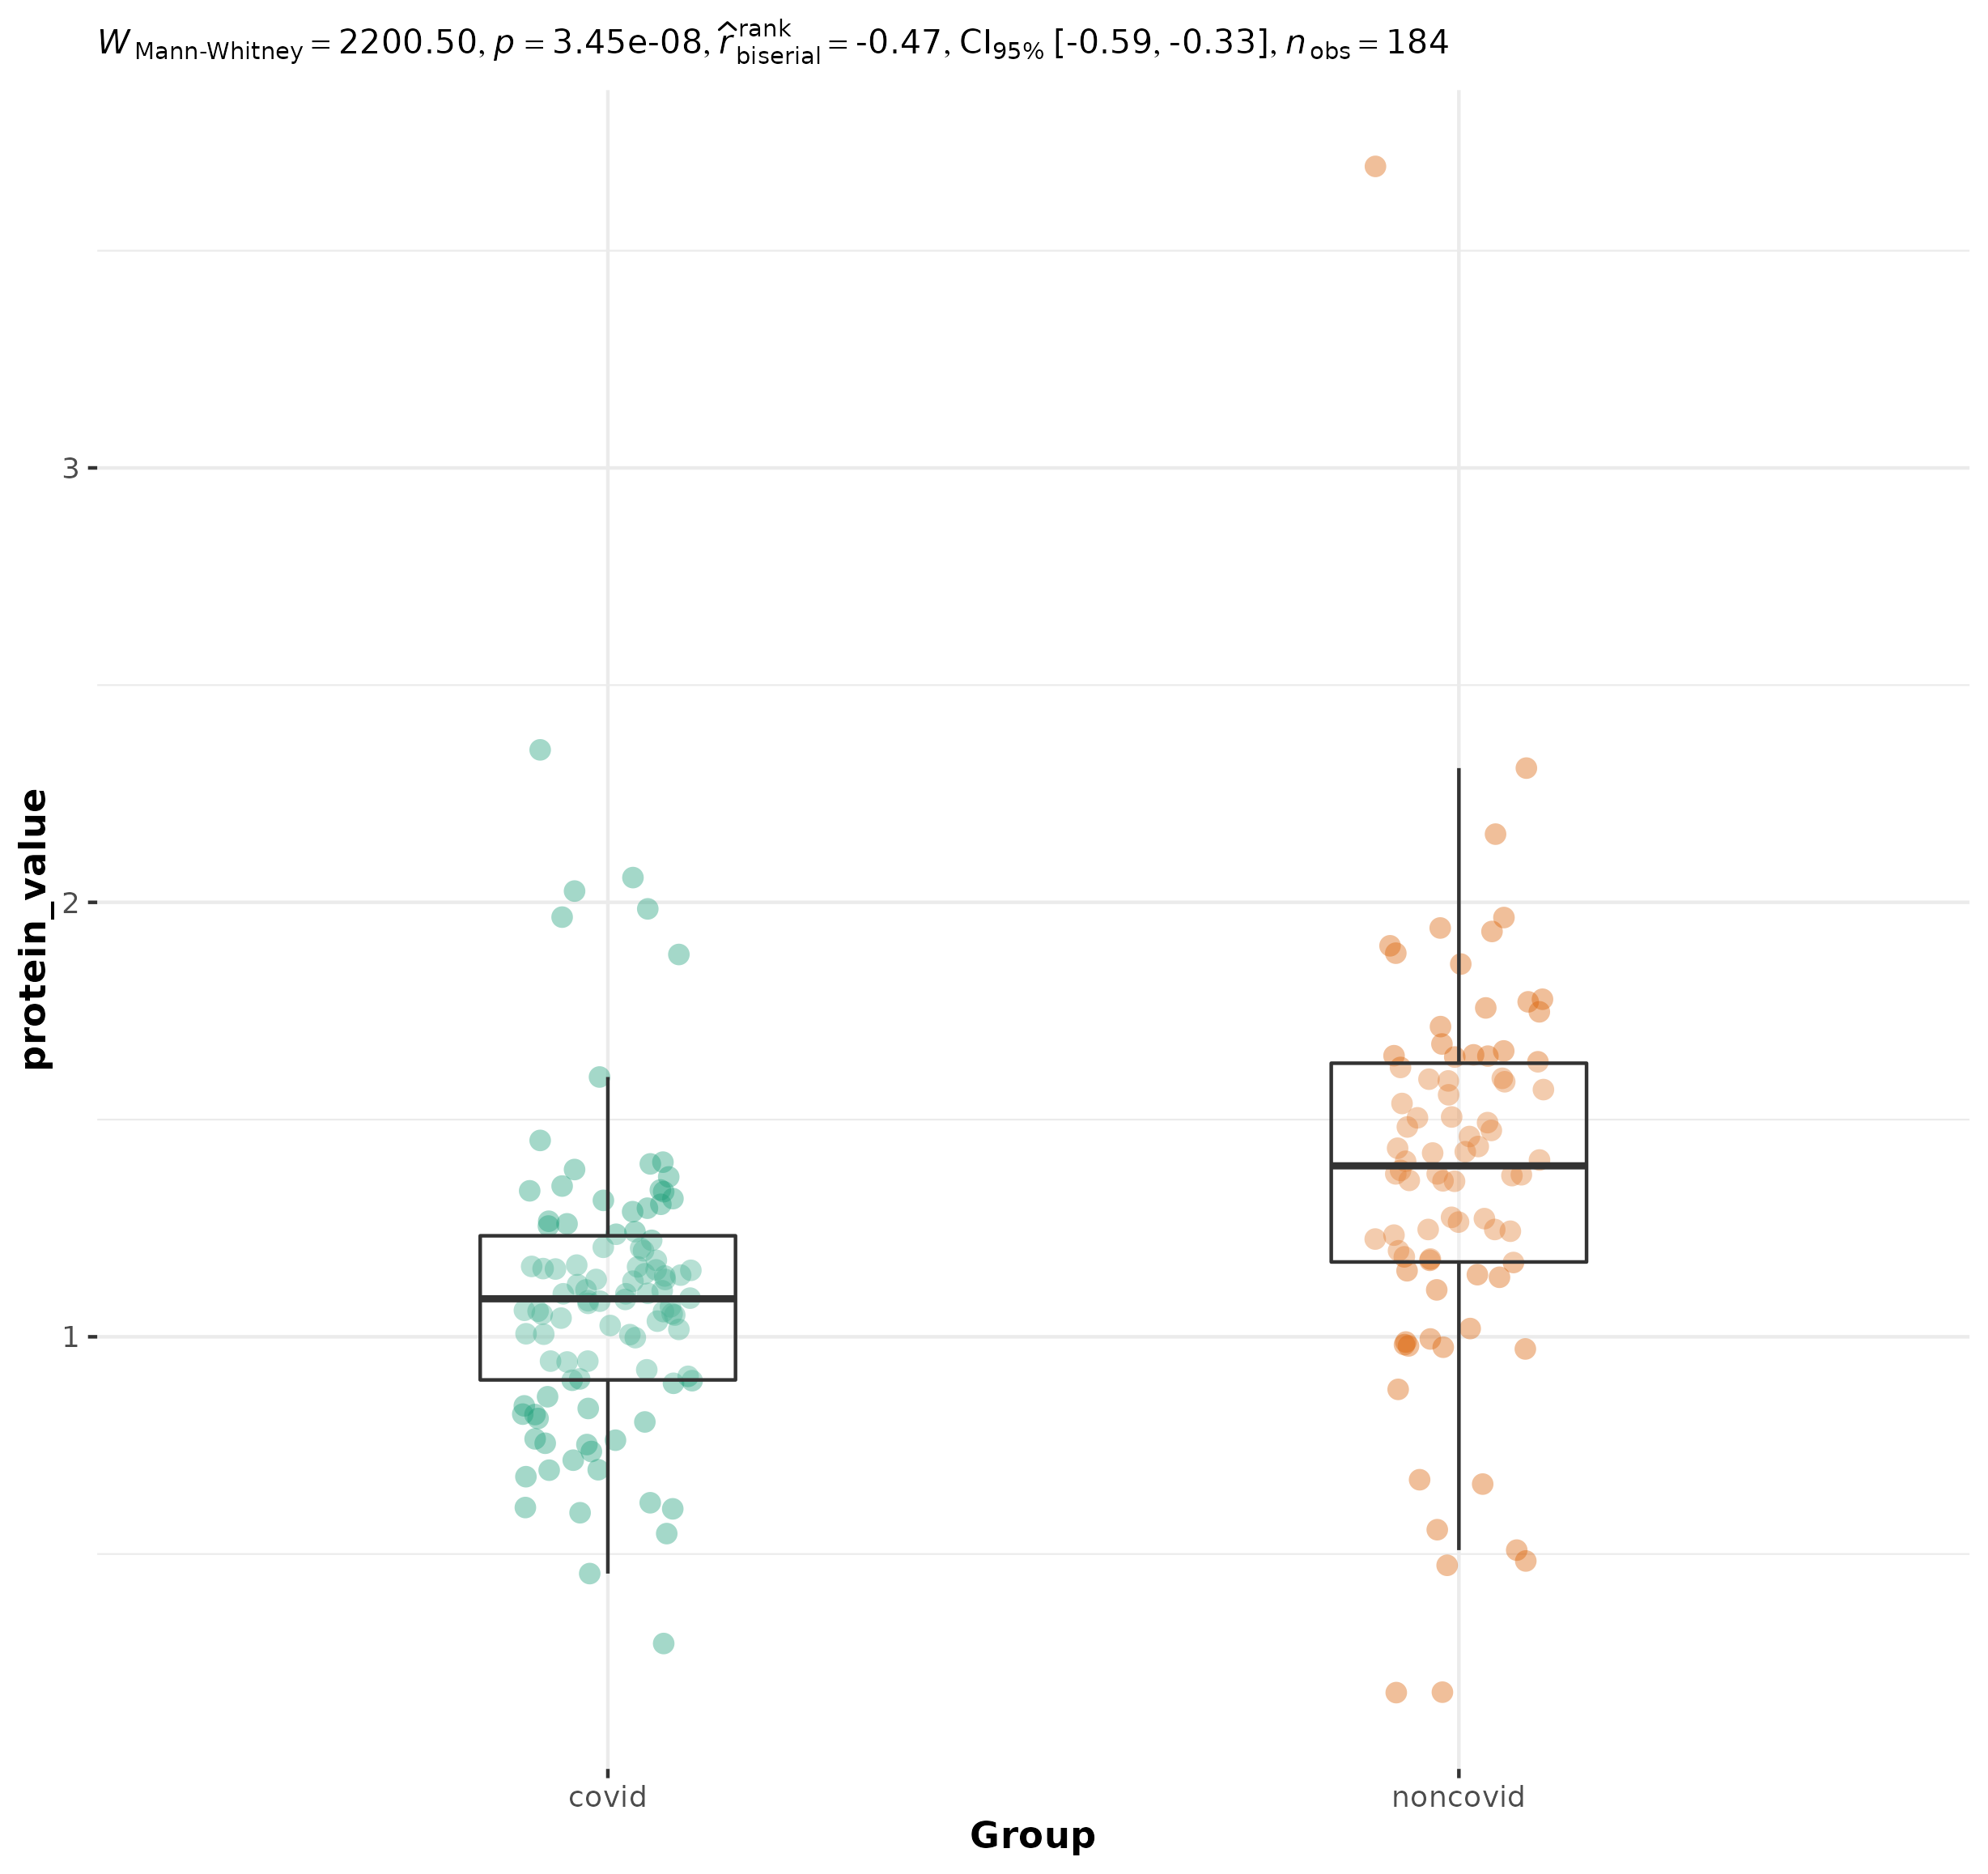 W Mann-Whitney = 2200.50, p = 3.45e-08, r̂ rank biserial = -0.47, CI95% [-0.59, -0.33], n obs = 184
protein_value
3
2
1
covid noncovid
Group